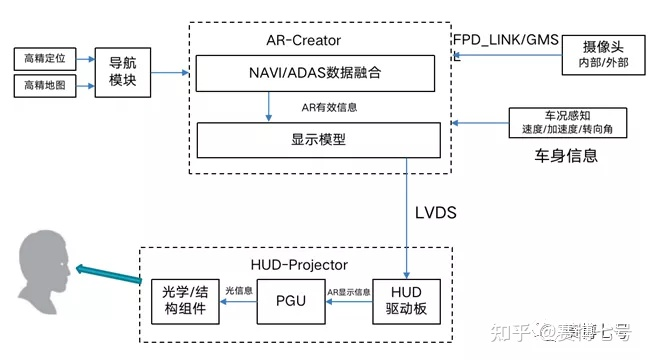 AR-Creator
FPD_LINK/GMS
L
摄像头
内部/外部
高精定位
高精地图
导航
模块
NAVI/ADAS数据融合
AR有效信息
显示模型
车况感知
速度/加速度/转向角
车身信息
LVDS
HUD-Projector
光学/结
构组件
光信息
PGU
AR显示信息
HUD
驱动板
知乎 @赛博七号